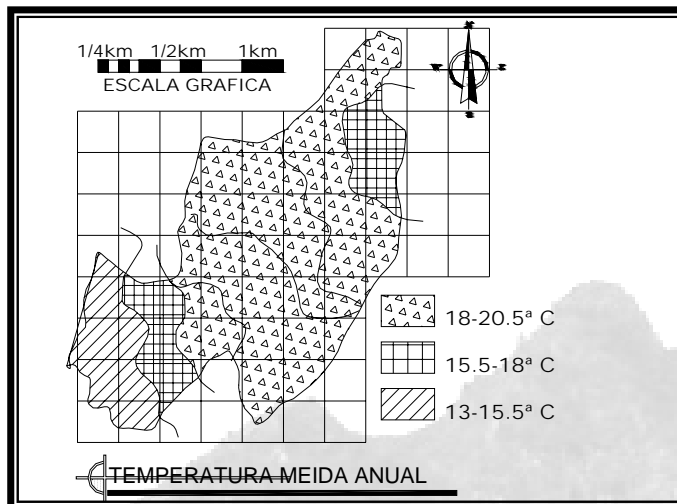 1/4km 1/2km 1km
ESCALA GRAFICA
18-20.5ª C
15.5-18ª C
13-15.5ª C
TEMPERATURA MEIDA ANUAL